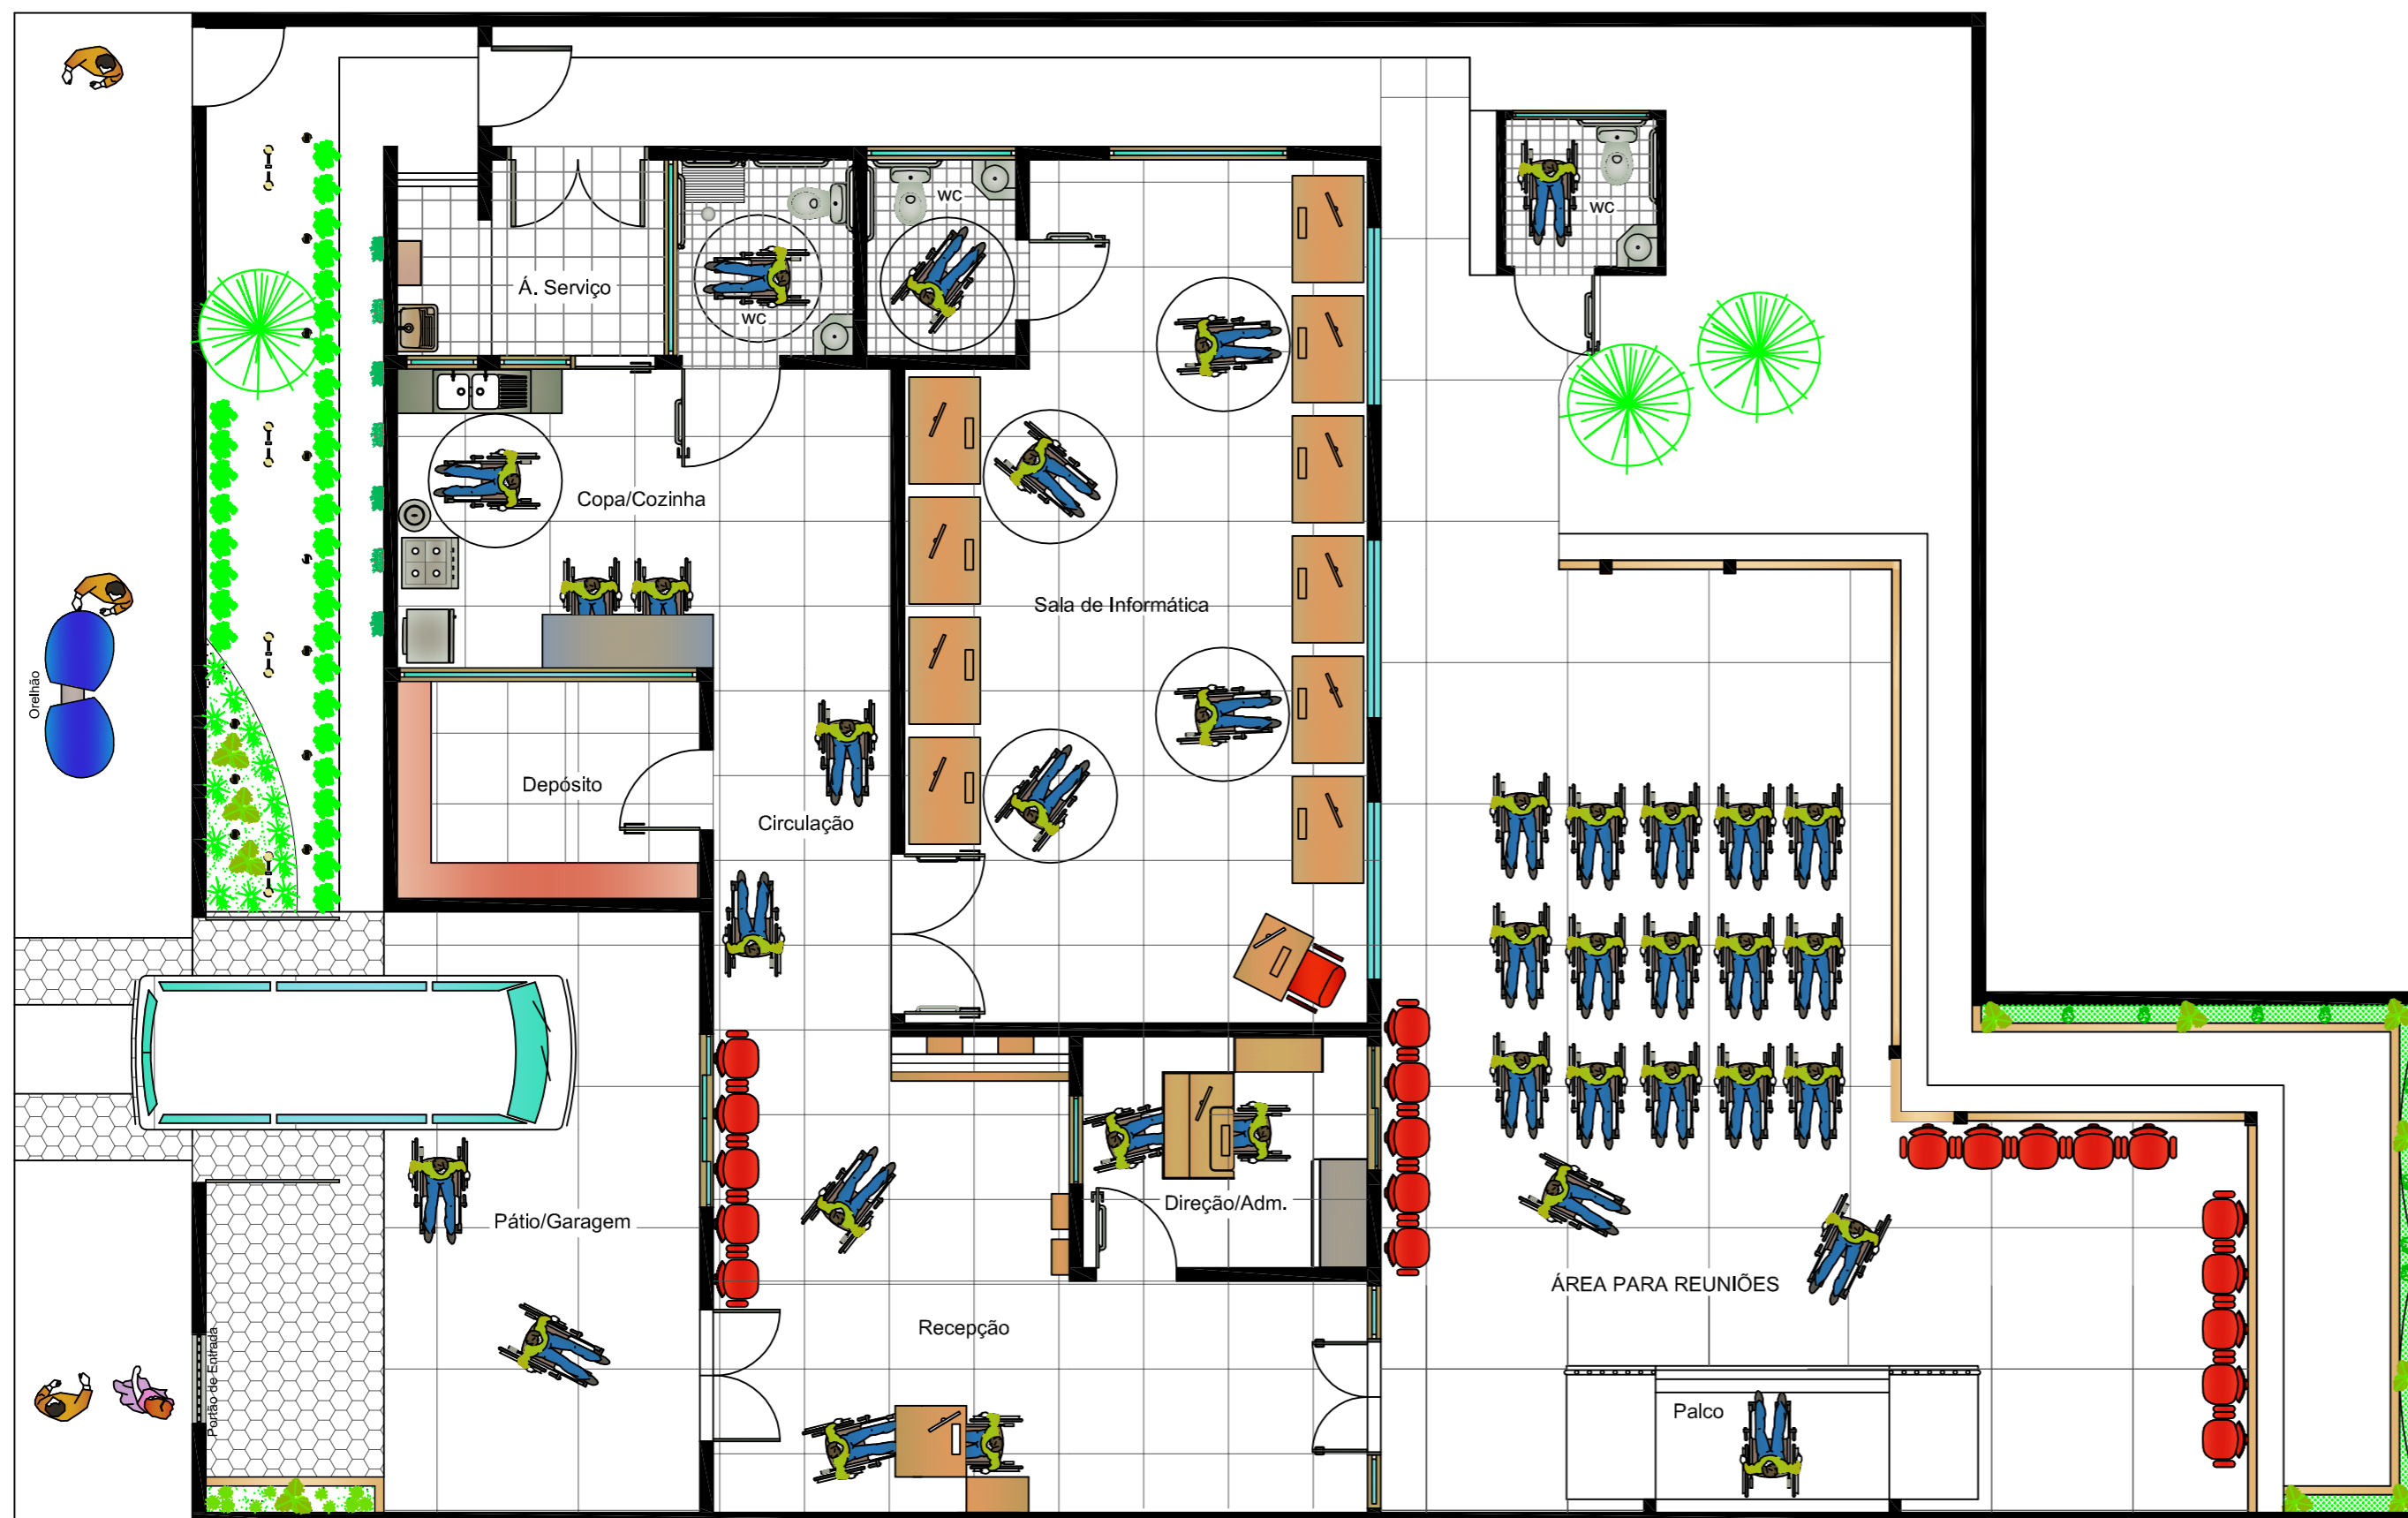 WC
WC
WC
Á. Serviço
Copa/Cozinha
Sala de Informática
Orelhão
Depósito
Circulação
Direção/Adm.
Pátio/Garagem
ÁREA PARA REUNIÕES
Recepção
Portão de Entrada
Palco